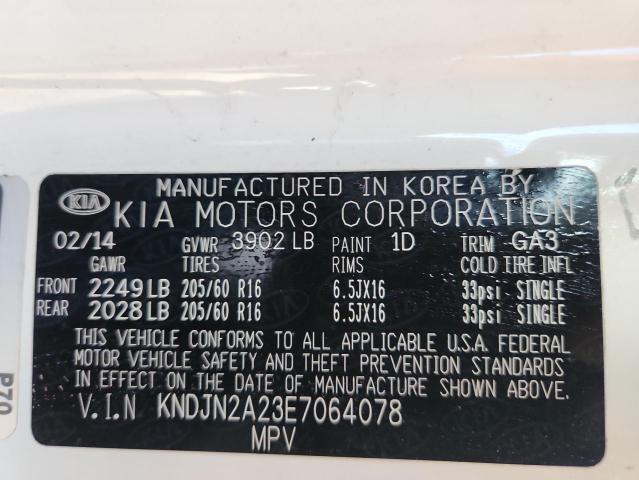 MANUFACTURED IN KOREA BY
KIA KIA MOTORS CORPORATION
02/14 GVWR 3902 LB PAINT 1D TRIM GA3
GAWR TIRES RIMS COLD TIRE INFL
FRONT 2249 LB 205/60 R16 6.5JX16 33psi SINGLE
REAR 2028 LB 205/60 R16 6.5JX16 33psi SINGLE
THIS VEHICLE CONFORMS TO ALL APPLICABLE U.S.A. FEDERAL
MOTOR VEHICLE SAFETY AND THEFT PREVENTION STANDARDS
IN EFFECT ON THE DATE OF MANUFACTURE SHOWN ABOVE.
V.I.N KNDJN2A23E7064078
MPV
P70